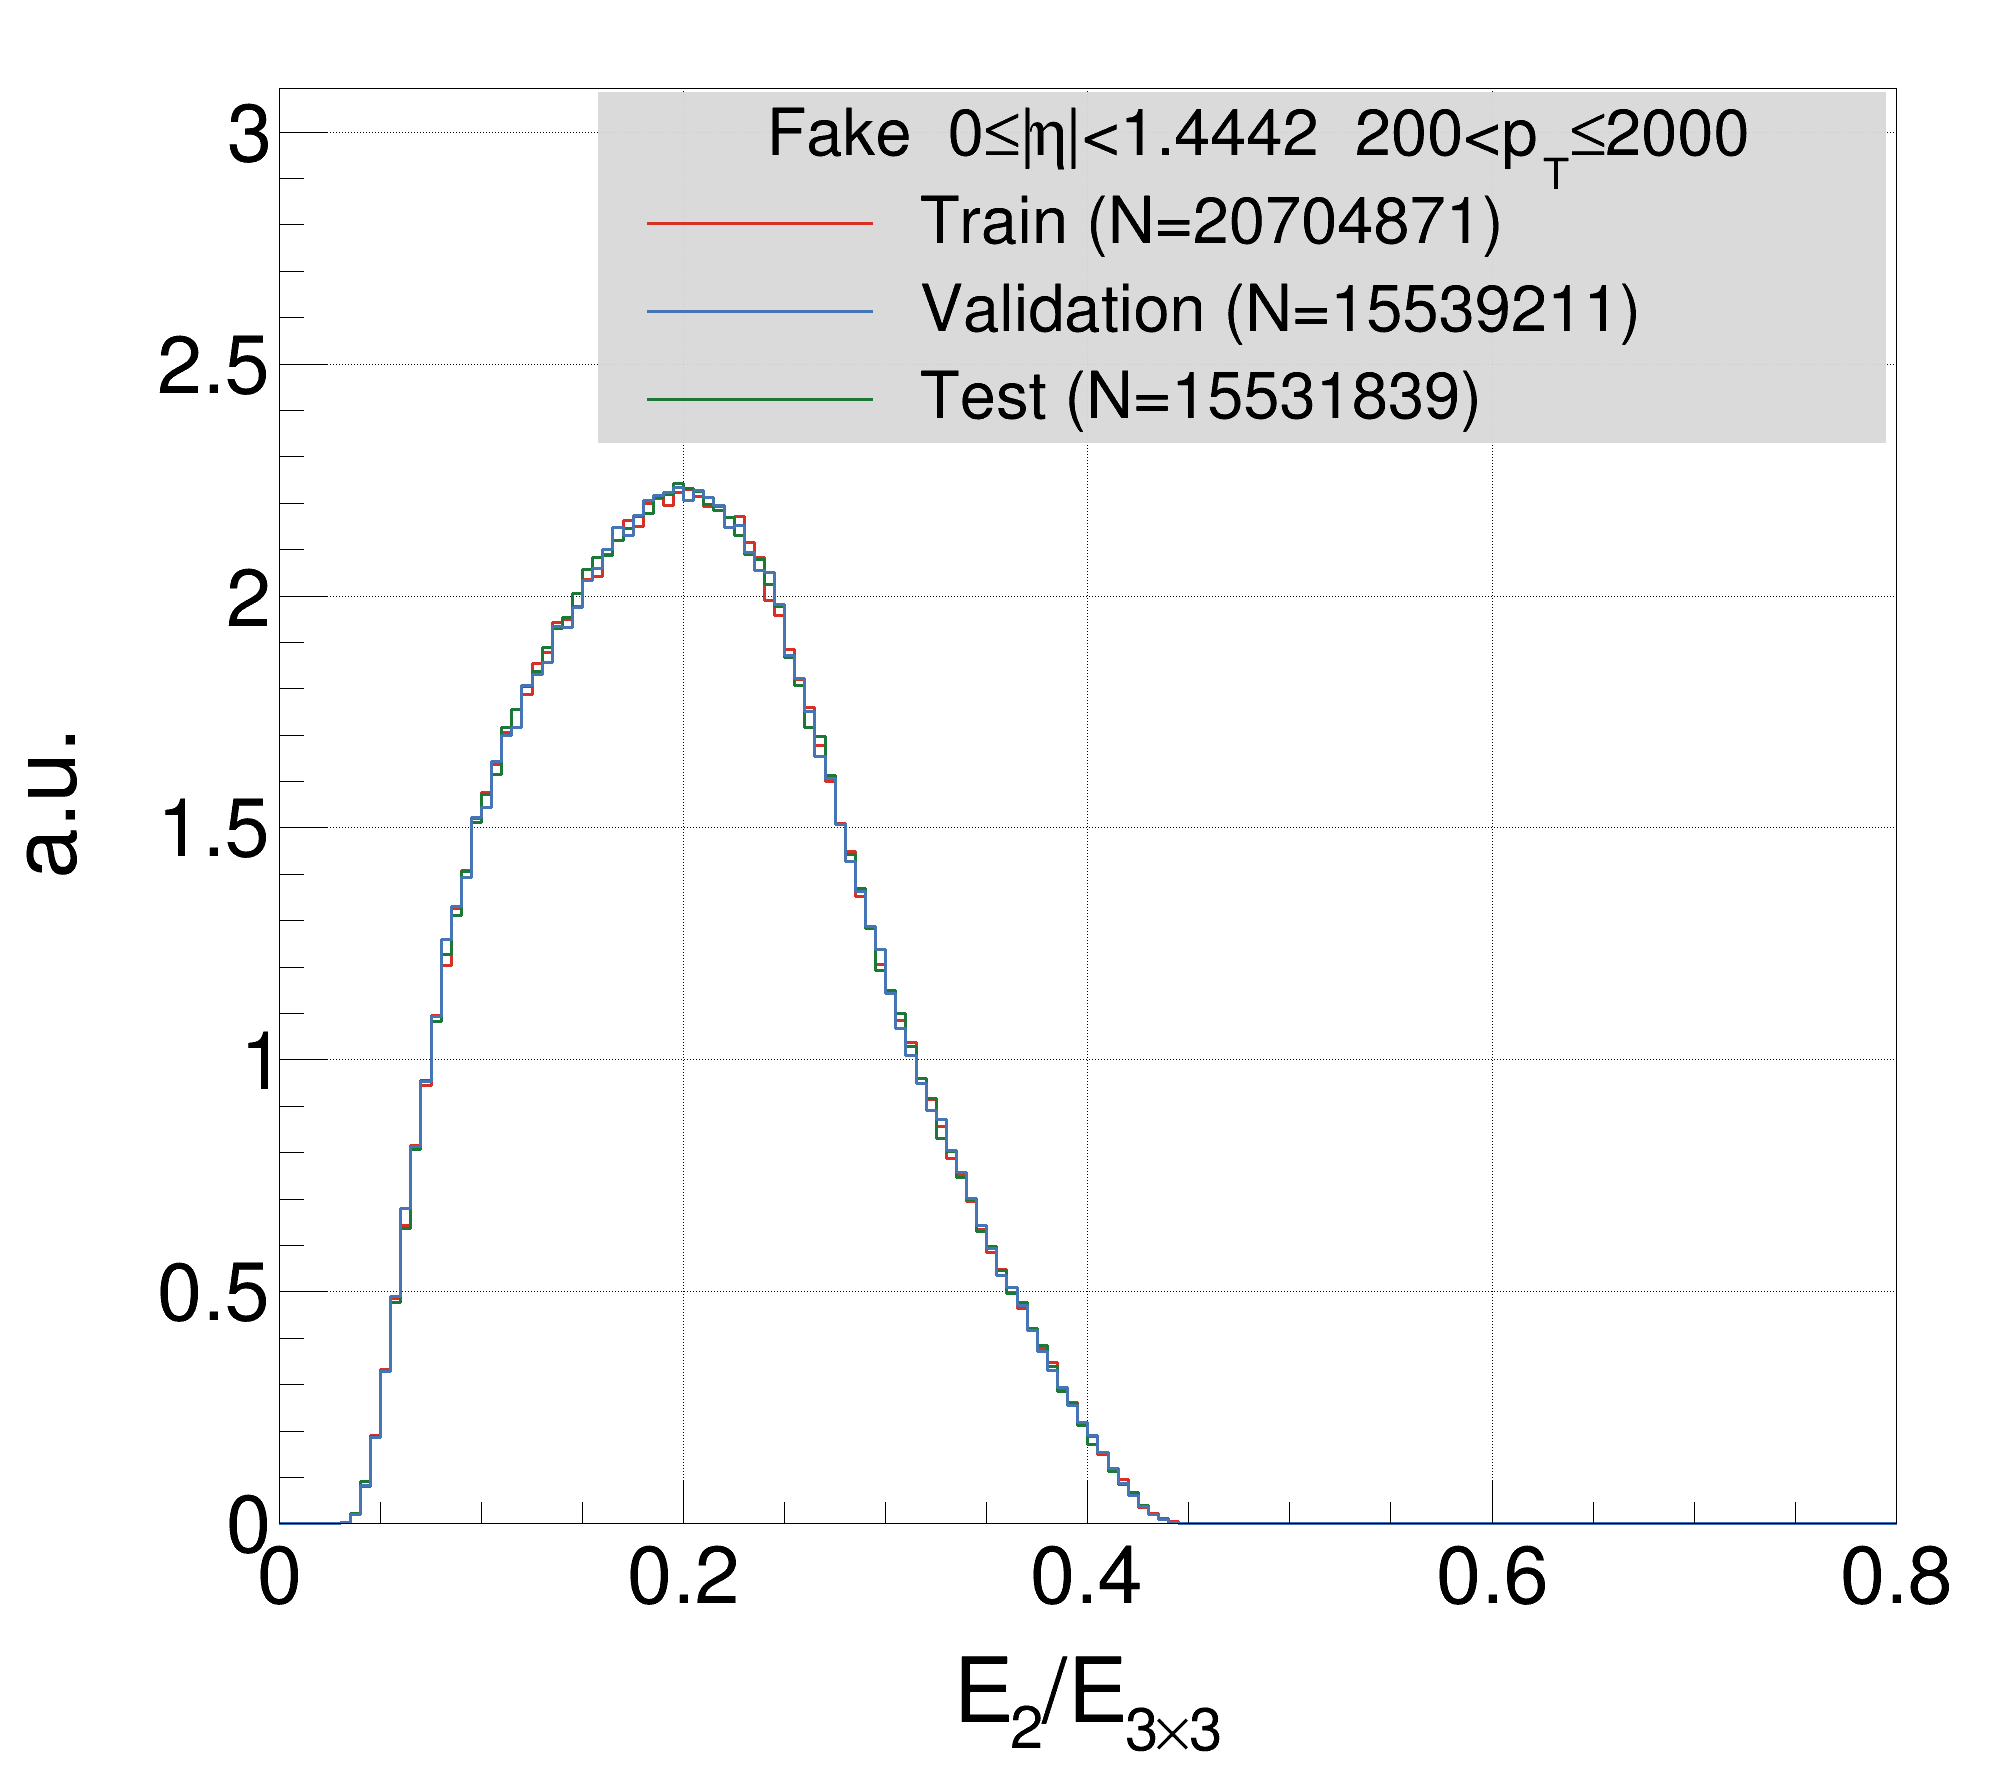 Fake 0≤|η|<1.4442 200<p_T≤2000
Train (N=20704871)
Validation (N=15539211)
Test (N=15531839)
3
2.5
2
1.5
1
0.5
0
a.u.
0 0.2 0.4 0.6 0.8
E_2/E_3×3